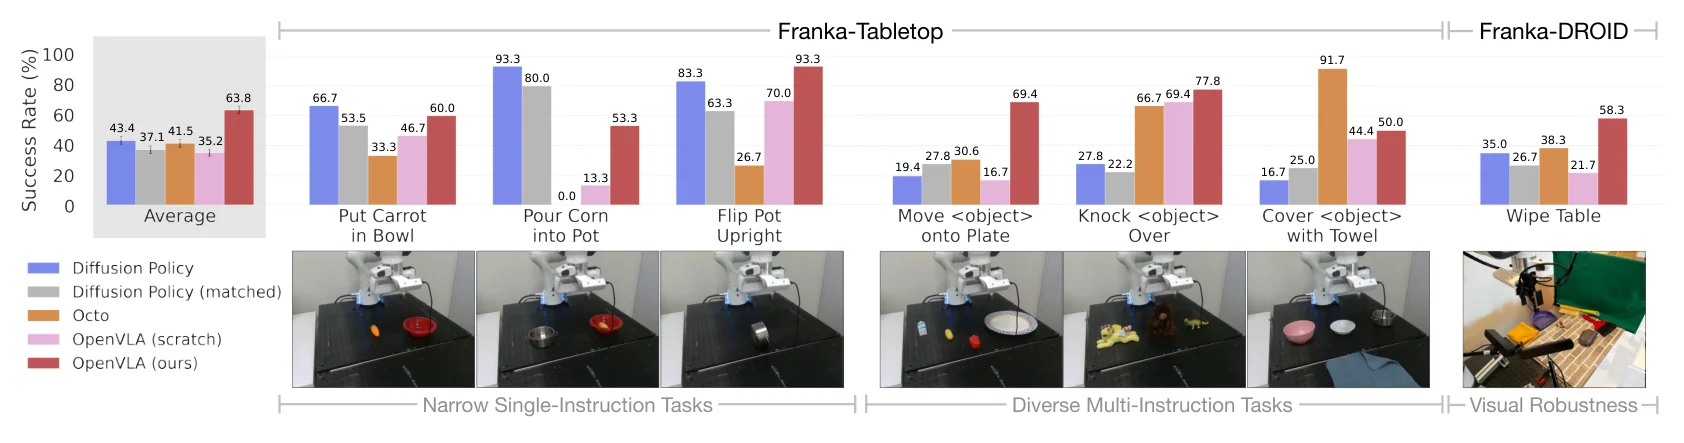 Franka-Tabletop
Franka-DROID
Success Rate (%)
100
80
60
40
20
0
43.4
37.1
41.5
35.2
63.8
Average
66.7
53.5
33.3
46.7
60.0
Put Carrot
in Bowl
93.3
80.0
0.0
13.3
53.3
Pour Corn
into Pot
83.3
63.3
26.7
70.0
93.3
Flip Pot
Upright
19.4
27.8
30.6
16.7
69.4
Move <object>
onto Plate
27.8
22.2
66.7
69.4
77.8
Knock <object>
Over
16.7
25.0
91.7
44.4
50.0
Cover <object>
with Towel
35.0
26.7
38.3
21.7
58.3
Wipe Table
Diffusion Policy
Diffusion Policy (matched)
Octo
OpenVLA (scratch)
OpenVLA (ours)
Narrow Single-Instruction Tasks
Diverse Multi-Instruction Tasks
Visual Robustness